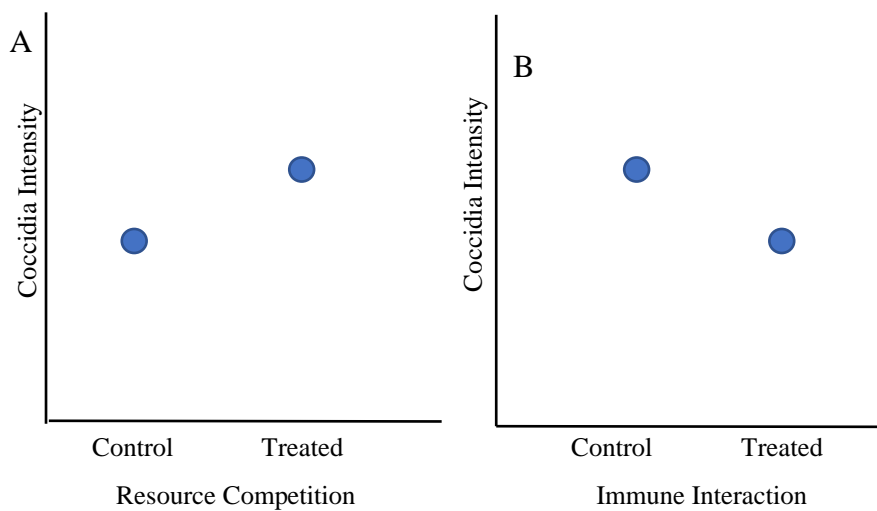 A
Coccidia Intensity
Control Treated
Resource Competition
B
Coccidia Intensity
Control Treated
Immune Interaction